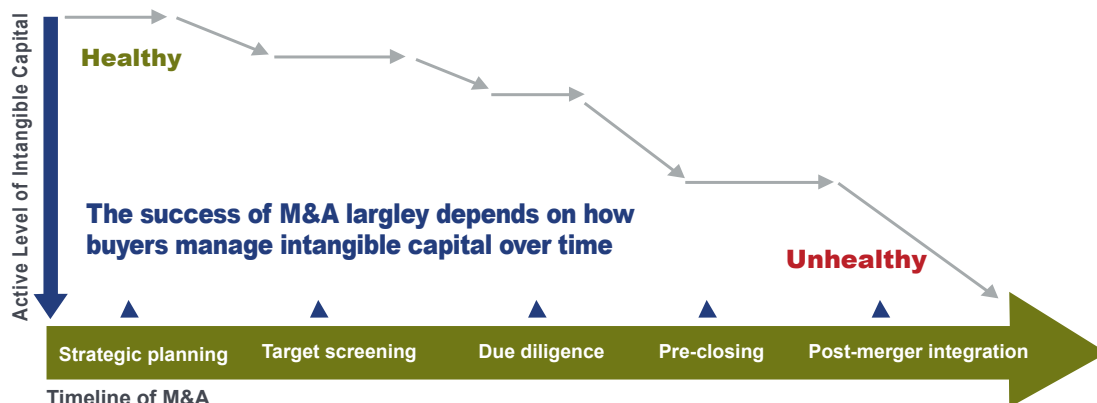 Active Level of Intangible Capital
Healthy
The success of M&A largley depends on how
buyers manage intangible capital over time
Unhealthy
Strategic planning
Target screening
Due diligence
Pre-closing
Post-merger integration
Timeline of M&A